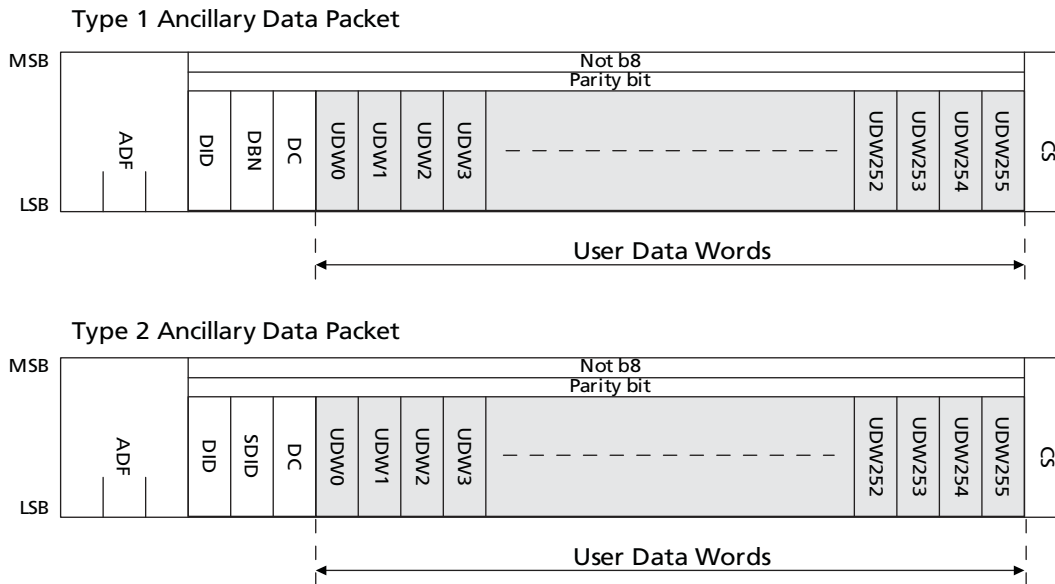 Type 1 Ancillary Data Packet
MSB
Not b8
Parity bit
ADF
DID
DBN
DC
UDW0
UDW1
UDW2
UDW3
UDW252
UDW253
UDW254
UDW255
CS
LSB
User Data Words
Type 2 Ancillary Data Packet
MSB
Not b8
Parity bit
ADF
DID
SDID
DC
UDW0
UDW1
UDW2
UDW3
UDW252
UDW253
UDW254
UDW255
CS
LSB
User Data Words